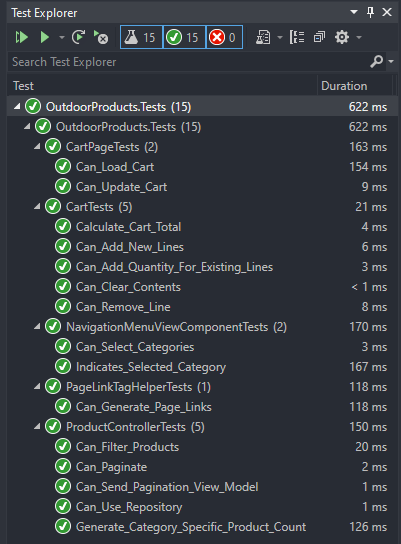 Test Explorer
15 15 0
Search Test Explorer
Test Duration
OutdoorProducts.Tests (15) 622 ms
OutdoorProducts.Tests (15) 622 ms
CartPageTests (2) 163 ms
Can_Load_Cart 154 ms
Can_Update_Cart 9 ms
CartTests (5) 21 ms
Calculate_Cart_Total 4 ms
Can_Add_New_Lines 6 ms
Can_Add_Quantity_For_Existing_Lines 3 ms
Can_Clear_Contents < 1 ms
Can_Remove_Line 8 ms
NavigationMenuViewComponentTests (2) 170 ms
Can_Select_Categories 3 ms
Indicates_Selected_Category 167 ms
PageLinkTagHelperTests (1) 118 ms
Can_Generate_Page_Links 118 ms
ProductControllerTests (5) 150 ms
Can_Filter_Products 20 ms
Can_Paginate 2 ms
Can_Send_Pagination_View_Model 1 ms
Can_Use_Repository 1 ms
Generate_Category_Specific_Product_Count 126 ms